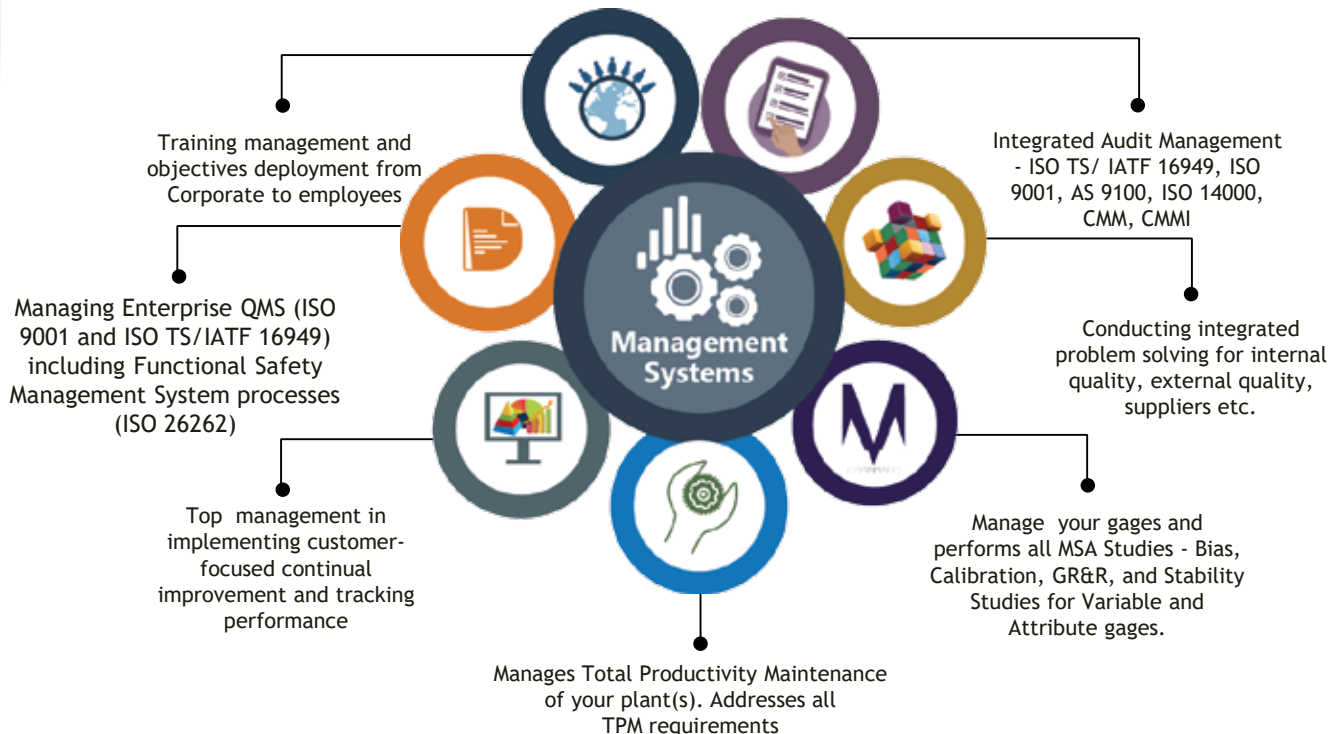 Training management and
objectives deployment from
Corporate to employees
Integrated Audit Management
- ISO TS/ IATF 16949, ISO
9001, AS 9100, ISO 14000,
CMM, CMMI
Managing Enterprise QMS (ISO
9001 and ISO TS/IATF 16949)
including Functional Safety
Management System processes
(ISO 26262)
Management
Systems
Conducting integrated
problem solving for internal
quality, external quality,
suppliers etc.
Top  management in
implementing customer-
focused continual
improvement and tracking
performance
Manage  your gages and
performs all MSA Studies - Bias,
Calibration, GR&R, and Stability
Studies for Variable and
Attribute gages.
Manages Total Productivity Maintenance
of your plant(s). Addresses all
TPM requirements